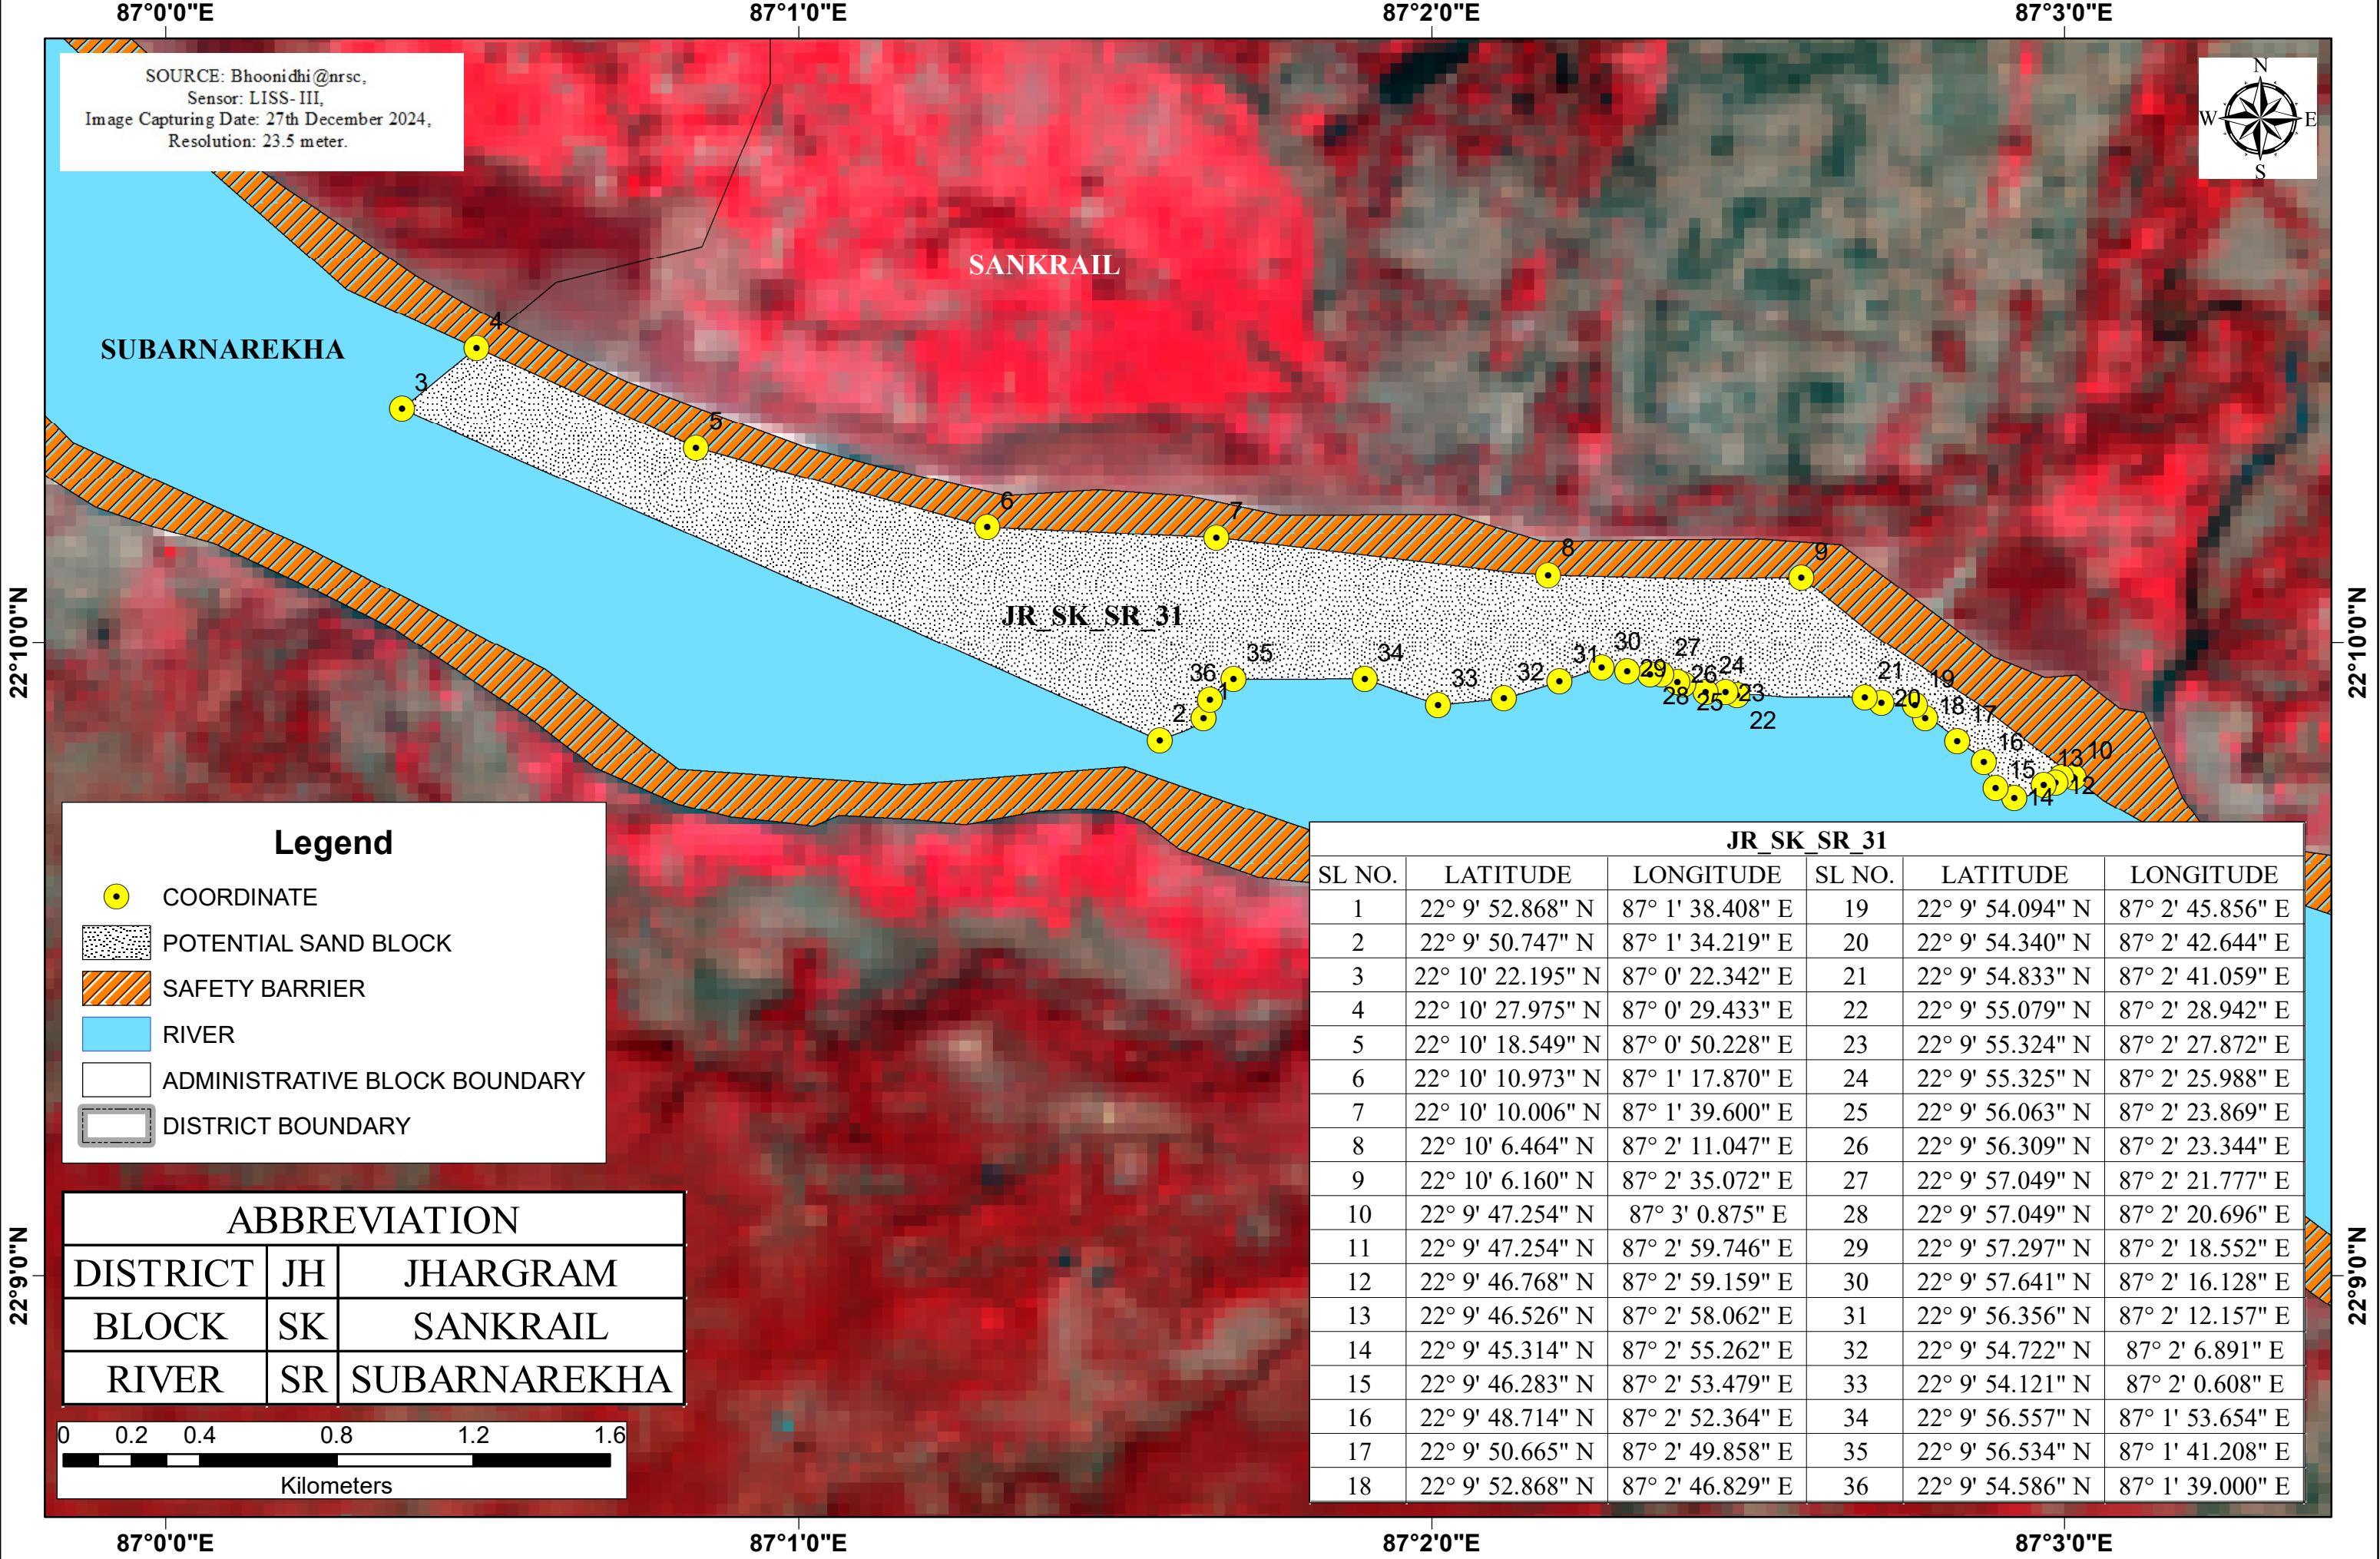 87°0'0"E 87°1'0"E 87°2'0"E 87°3'0"E
SOURCE: Bhoonidhi@nrsc,
Sensor: LISS- III,
Image Capturing Date: 27th December 2024,
Resolution: 23.5 meter.
N
W E
S
SANKRAIL
SUBARNAREKHA
4
3
5
6
7
8
9
22°10'0"N
22°10'0"N
JR_SK_SR_31
36 35 34 33 32 31 30 29 28 27 26 25 24 23 22 21 20 19 18 17 16 15 14 13 12 10
1
2
Legend
COORDINATE
POTENTIAL SAND BLOCK
SAFETY BARRIER
RIVER
ADMINISTRATIVE BLOCK BOUNDARY
DISTRICT BOUNDARY
ABBREVIATION
DISTRICT JH JHARGRAM
BLOCK SK SANKRAIL
RIVER SR SUBARNAREKHA
0 0.2 0.4 0.8 1.2 1.6
Kilometers
JR_SK_SR_31
SL NO. LATITUDE LONGITUDE SL NO. LATITUDE LONGITUDE
1 22° 9' 52.868" N 87° 1' 38.408" E 19 22° 9' 54.094" N 87° 2' 45.856" E
2 22° 9' 50.747" N 87° 1' 34.219" E 20 22° 9' 54.340" N 87° 2' 42.644" E
3 22° 10' 22.195" N 87° 0' 22.342" E 21 22° 9' 54.833" N 87° 2' 41.059" E
4 22° 10' 27.975" N 87° 0' 29.433" E 22 22° 9' 55.079" N 87° 2' 28.942" E
5 22° 10' 18.549" N 87° 0' 50.228" E 23 22° 9' 55.324" N 87° 2' 27.872" E
6 22° 10' 10.973" N 87° 1' 17.870" E 24 22° 9' 55.325" N 87° 2' 25.988" E
7 22° 10' 10.006" N 87° 1' 39.600" E 25 22° 9' 56.063" N 87° 2' 23.869" E
8 22° 10' 6.464" N 87° 2' 11.047" E 26 22° 9' 56.309" N 87° 2' 23.344" E
9 22° 10' 6.160" N 87° 2' 35.072" E 27 22° 9' 57.049" N 87° 2' 21.777" E
10 22° 9' 47.254" N 87° 3' 0.875" E 28 22° 9' 57.049" N 87° 2' 20.696" E
11 22° 9' 47.254" N 87° 2' 59.746" E 29 22° 9' 57.297" N 87° 2' 18.552" E
12 22° 9' 46.768" N 87° 2' 59.159" E 30 22° 9' 57.641" N 87° 2' 16.128" E
13 22° 9' 46.526" N 87° 2' 58.062" E 31 22° 9' 56.356" N 87° 2' 12.157" E
14 22° 9' 45.314" N 87° 2' 55.262" E 32 22° 9' 54.722" N 87° 2' 6.891" E
15 22° 9' 46.283" N 87° 2' 53.479" E 33 22° 9' 54.121" N 87° 2' 0.608" E
16 22° 9' 48.714" N 87° 2' 52.364" E 34 22° 9' 56.557" N 87° 1' 53.654" E
17 22° 9' 50.665" N 87° 2' 49.858" E 35 22° 9' 56.534" N 87° 1' 41.208" E
18 22° 9' 52.868" N 87° 2' 46.829" E 36 22° 9' 54.586" N 87° 1' 39.000" E
22°9'0"N
22°9'0"N
87°0'0"E 87°1'0"E 87°2'0"E 87°3'0"E